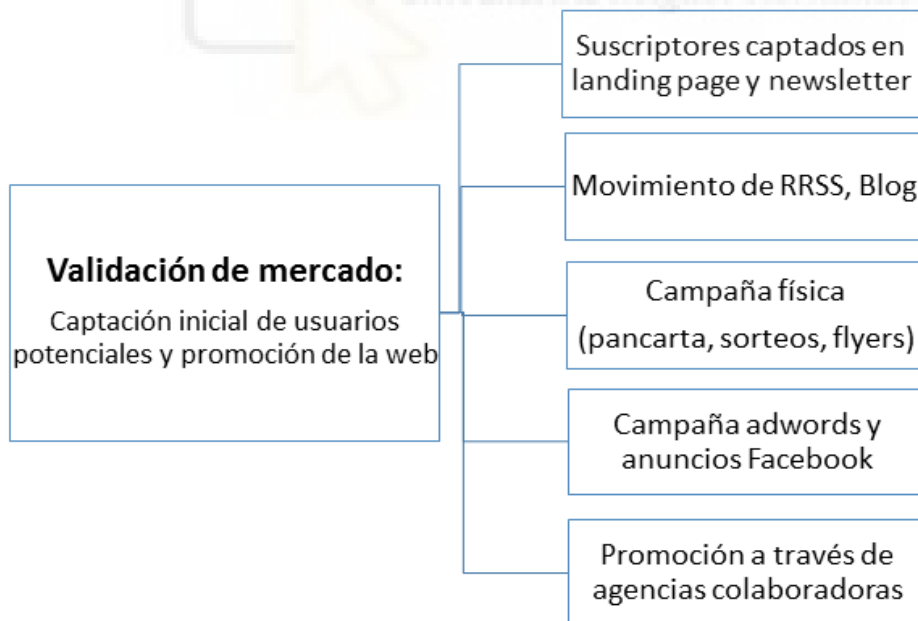 Suscriptores captados en
landing page y newsletter
Movimiento de RRSS, Blog
Validación de mercado:
Captación inicial de usuarios
potenciales y promoción de la web
Campaña física
(pancarta, sorteos, flyers)
Campaña adwords y
anuncios Facebook
Promoción a través de
agencias colaboradoras